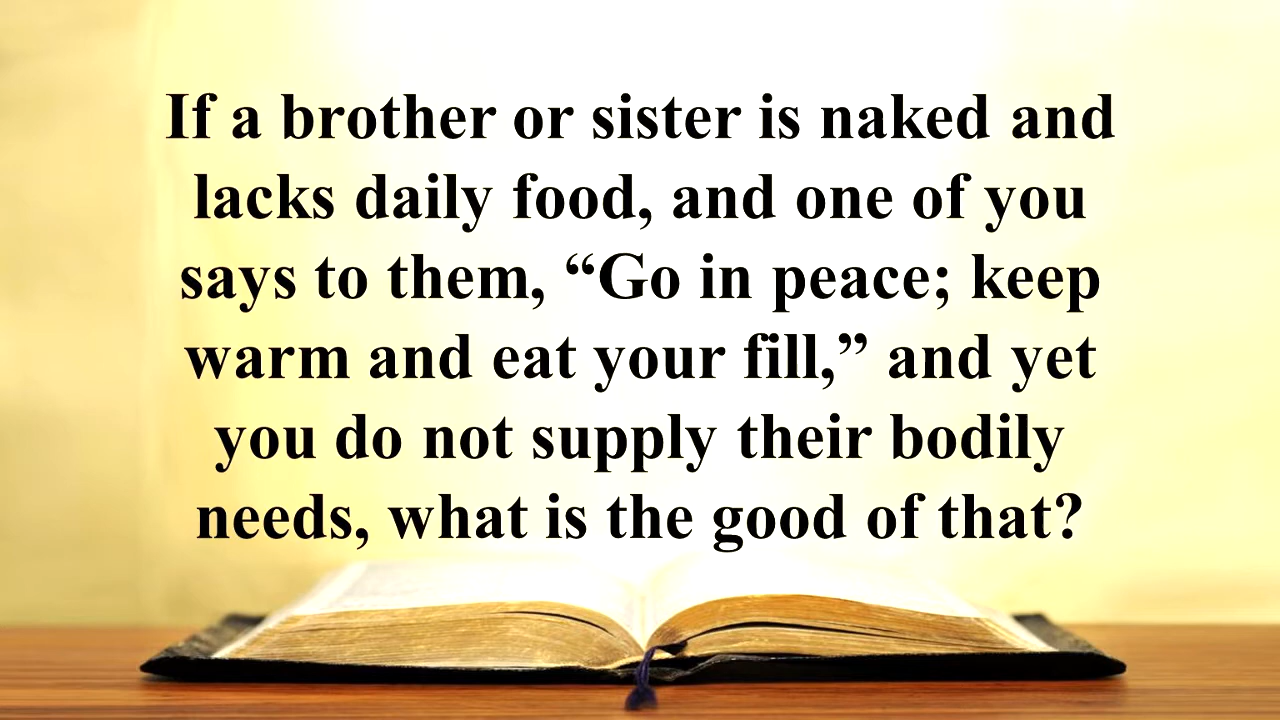 If a brother or sister is naked and
lacks daily food, and one of you
says to them, “Go in peace; keep
warm and eat your fill,” and yet
you do not supply their bodily
needs, what is the good of that?